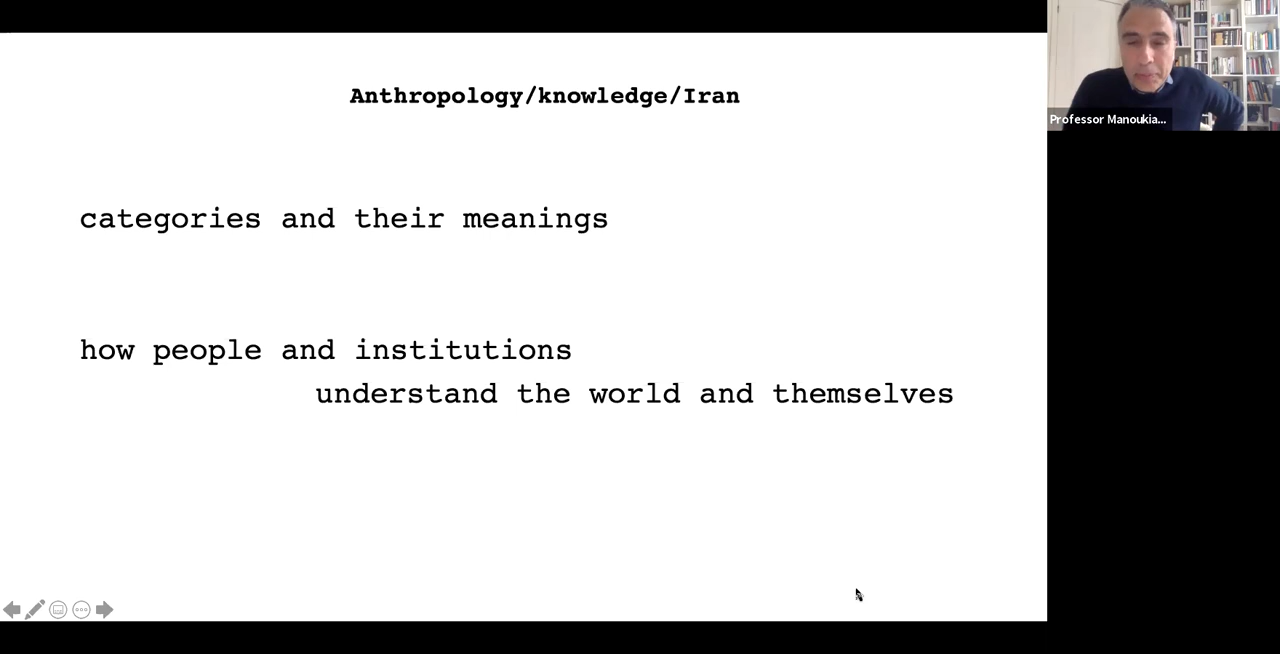 Anthropology/knowledge/Iran
categories and their meanings
how people and institutions
understand the world and themselves
Professor Manoukia...